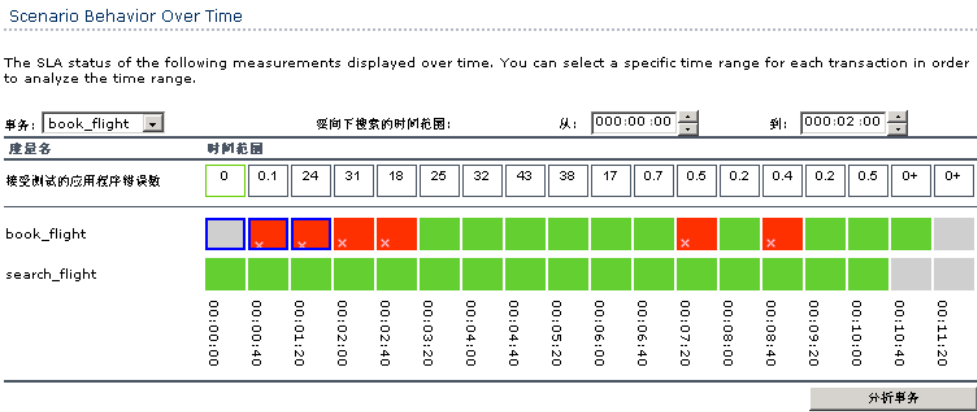 Scenario Behavior Over Time
The SLA status of the following measurements displayed over time. You can select a specific time range for each transaction in order
to analyze the time range.
事务: book_flight 要向下搜索的时间范围: 从: 000:00 :00 到: 000:02 :00
度量名 时间范围
接受测试的应用程序错误数 0 0.1 24 31 18 25 32 43 38 17 0.7 0.5 0.2 0.4 0.2 0.5 0+ 0+
book_flight
search_flight
00:00:00 00:00:40 00:01:20 00:02:00 00:02:40 00:03:20 00:04:00 00:04:40 00:05:20 00:06:00 00:06:40 00:07:20 00:08:00 00:08:40 00:09:20 00:10:00 00:10:40 00:11:20
分析事务